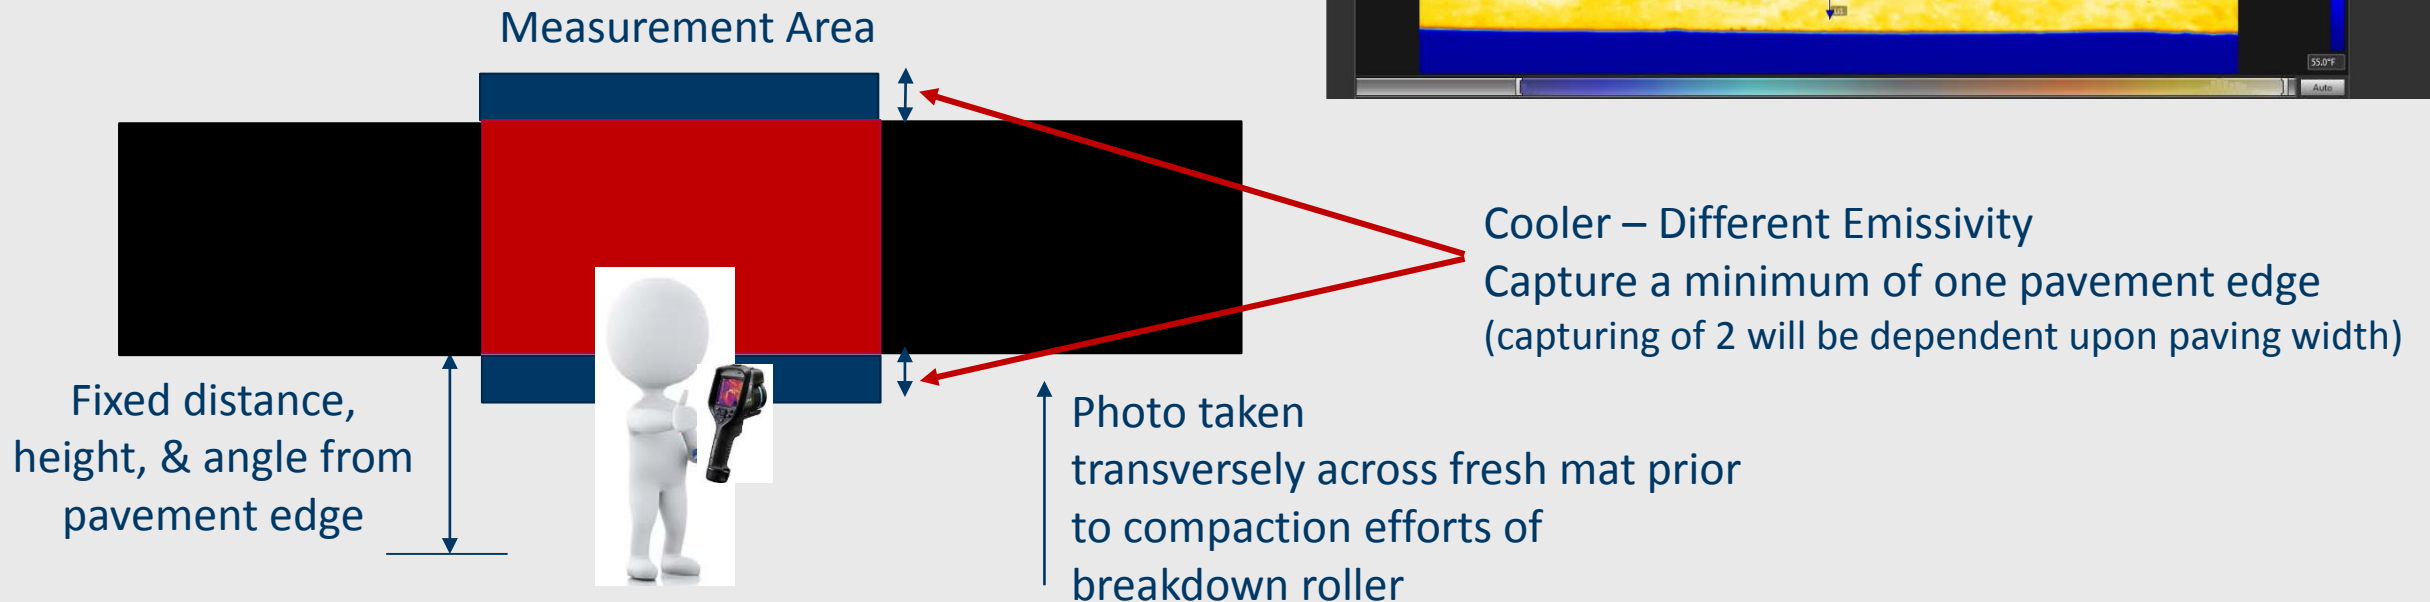 Measurement Area
55.0°F
Auto
Cooler – Different Emissivity
Capture a minimum of one pavement edge
(capturing of 2 will be dependent upon paving width)
Fixed distance,
height, & angle from
pavement edge
Photo taken
transversely across fresh mat prior
to compaction efforts of
breakdown roller